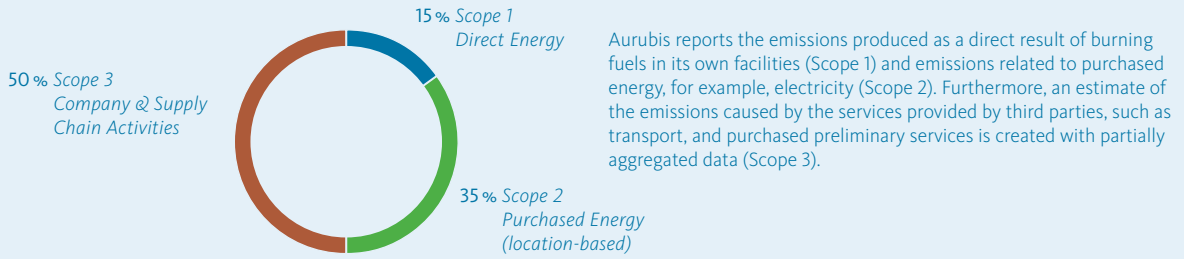 15 % Scope 1
Direct Energy
50 % Scope 3
Company & Supply
Chain Activities
35 % Scope 2
Purchased Energy
(location-based)
Aurubis reports the emissions produced as a direct result of burning
fuels in its own facilities (Scope 1) and emissions related to purchased
energy, for example, electricity (Scope 2). Furthermore, an estimate of
the emissions caused by the services provided by third parties, such as
transport, and purchased preliminary services is created with partially
aggregated data (Scope 3).